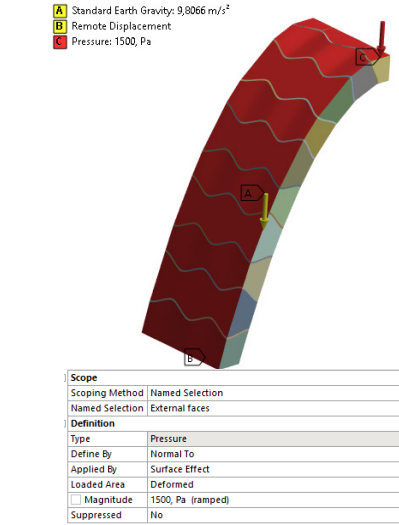 A Standard Earth Gravity: 9,8066 m/s²
B Remote Displacement
C Pressure: 1500, Pa
C
A
B
Scope
Scoping Method Named Selection
Named Selection External faces
Definition
Type Pressure
Define By Normal To
Applied By Surface Effect
Loaded Area Deformed
Magnitude 1500, Pa (ramped)
Suppressed No